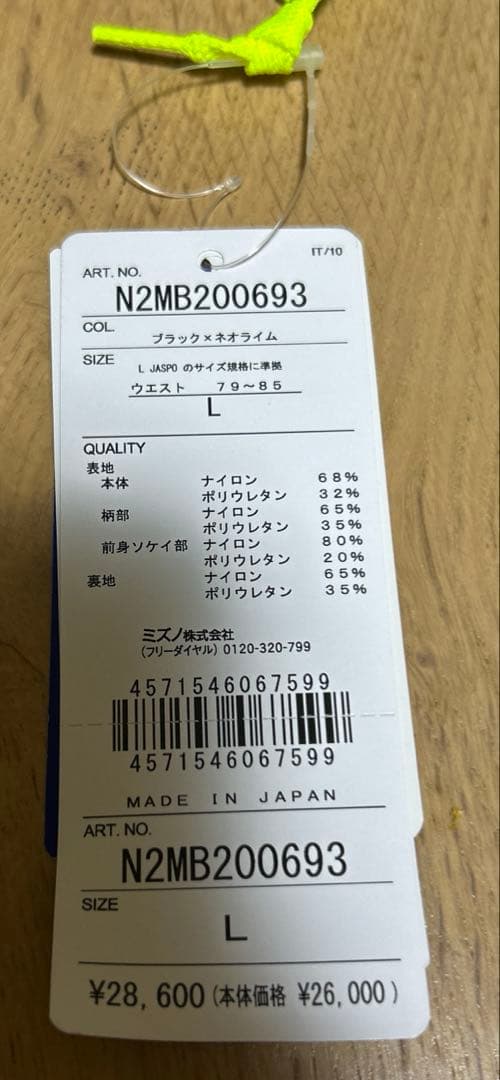 IT/10
ART. NO.
N2MB200693
COL.
ブラック×ネオライム
SIZE
L JASPO のサイズ規格に準拠
ウエスト 79～85
L
QUALITY
表地
本体 ナイロン 68%
ポリウレタン 32%
柄部 ナイロン 65%
ポリウレタン 35%
前身ソケイ部 ナイロン 80%
ポリウレタン 20%
裏地 ナイロン 65%
ポリウレタン 35%
ミズノ株式会社
(フリーダイヤル) 0120-320-799
4571546067599
4571546067599
MADE IN JAPAN
ART. NO.
N2MB200693
SIZE
L
¥28,600(本体価格 ¥26,000)